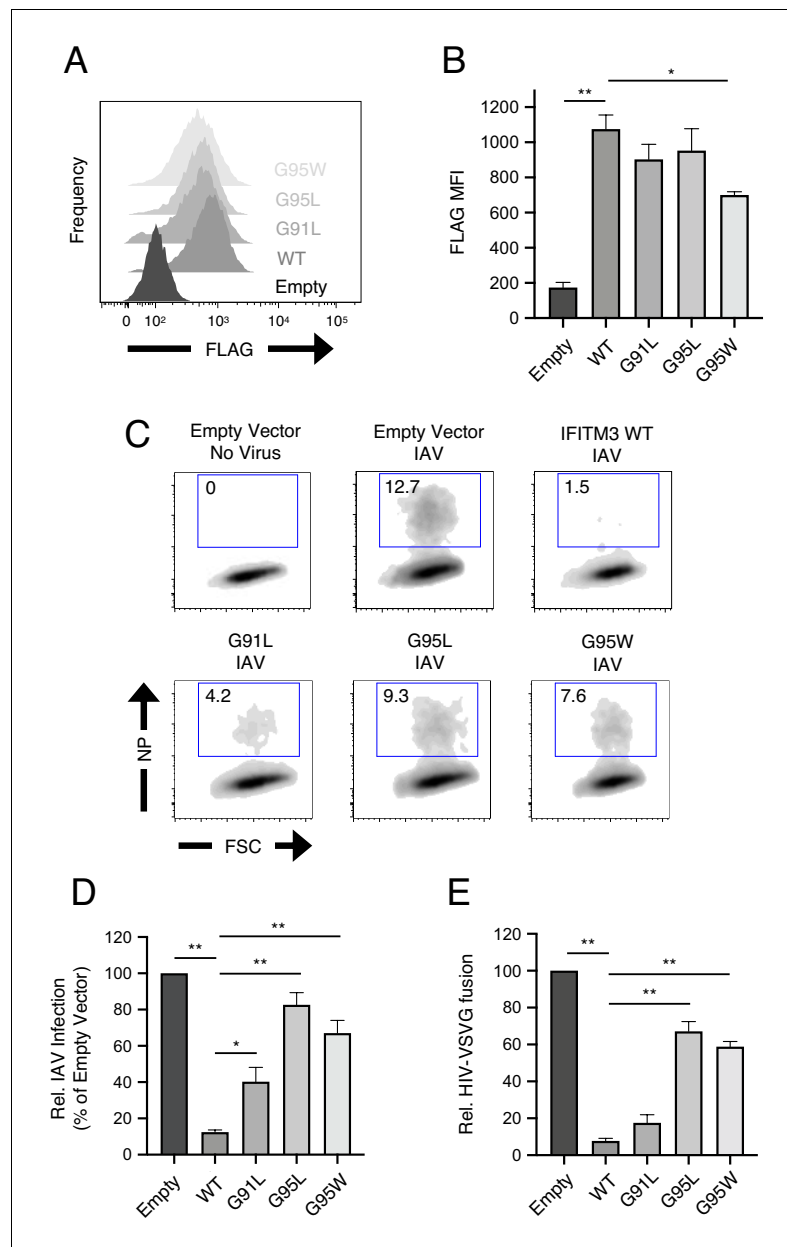 A
Frequency
G95W
G95L
G91L
WT
Empty
0 10² 10³ 10⁴ 10⁵
FLAG
B
FLAG MFI
1200
1000
800
600
400
200
0
**
*
Empty WT G91L G95L G95W
C
Empty Vector
No Virus
0
Empty Vector
IAV
12.7
IFITM3 WT
IAV
1.5
G91L
IAV
4.2
G95L
IAV
9.3
G95W
IAV
7.6
NP
FSC
D
Rel. IAV Infection
(% of Empty Vector)
120
100
80
60
40
20
0
**
**
**
*
Empty WT G91L G95L G95W
E
Rel. HIV-VSVG fusion
120
100
80
60
40
20
0
**
**
**
Empty WT G91L G95L G95W